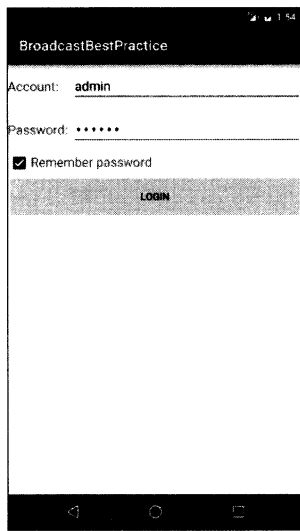 1:54
BroadcastBestPractice
Account: admin
Password: ••••••
Remember password
LOGIN